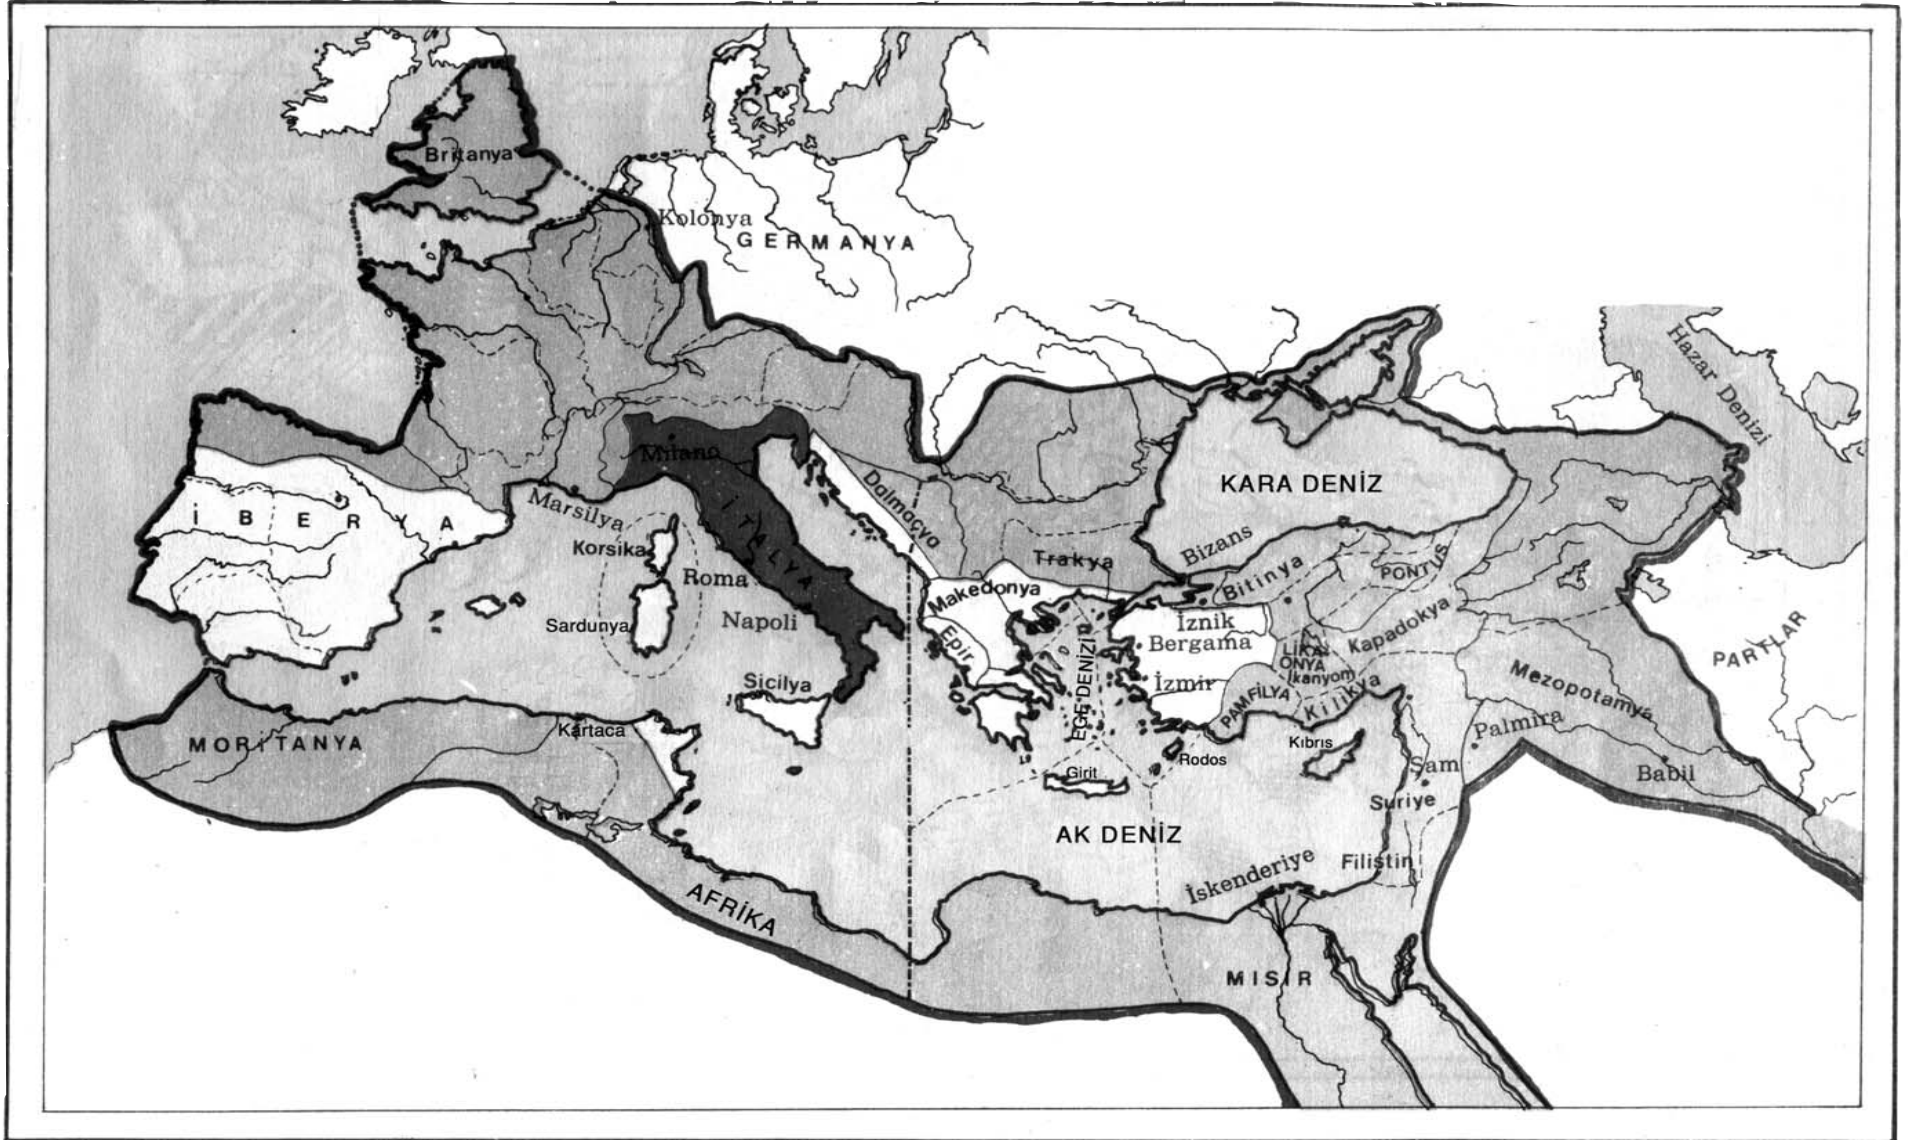 Britanya
Kolonya
GERMANYA
Hazar Denizi
Milano
KARA DENİZ
İBERYA
Marsilya
İTALYA
Dalmaçya
Korsika
Trakya
Bizans
Bitinya
PONTUS
Roma
Makedonya
Sardunya
Napoli
İznik
Bergama
Kapadokya
PARTLAR
Epir
EGE DENİZİ
LİKA
ONYA
İkanyom
Sicilya
İzmir
PAMFİLYA
Kilikya
Mezopotamya
MORİTANYA
Kartaca
Kıbrıs
Palmira
Rodos
Girit
Şam
Babil
Suriye
AK DENİZ
Filistin
İskenderiye
AFRİKA
MISIR